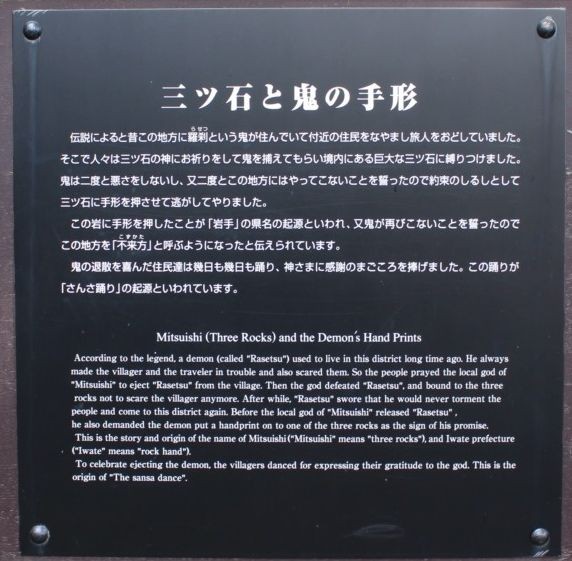 三ツ石と鬼の手形
伝説によると昔この地方に羅刹という鬼が住んでいて付近の住民をなやまし旅人をおどしていました。
そこで人々は三ツ石の神にお祈りをして鬼を捕えてもらい境内にある巨大な三ツ石に縛りつけました。
鬼は二度と悪さをしないし、又二度とこの地方にはやってこないことを誓ったので約束のしるしとして
三ツ石に手形を押させて逃がしてやりました。
この岩に手形を押したことが「岩手」の県名の起源といわれ、又鬼が再びこないことを誓ったので
この地方を「不来方」と呼ぶようになったと伝えられています。
鬼の退散を喜んだ住民達は幾日も幾日も踊り、神さまに感謝のまごころを捧げました。この踊りが
「さんさ踊り」の起源といわれています。
Mitsuishi (Three Rocks) and the Demon's Hand Prints
According to the legend, a demon (called "Rasetsu") used to live in this district long time ago. He always
made the villager and the traveler in trouble and also scared them. So the people prayed the local god of
"Mitsuishi" to eject "Rasetsu" from the village. Then the god defeated "Rasetsu", and bound to the three
rocks not to scare the villager anymore. After while, "Rasetsu" swore that he would never torment the
people and come to this district again. Before the local god of "Mitsuishi" released "Rasetsu" ,
he also demanded the demon put a handprint on to one of the three rocks as the sign of his promise.
This is the story and origin of the name of Mitsuishi ("Mitsuishi" means "three rocks"), and Iwate prefecture
("Iwate" means "rock hand").
To celebrate ejecting the demon, the villagers danced for expressing their gratitude to the god. This is the
origin of "The sansa dance".